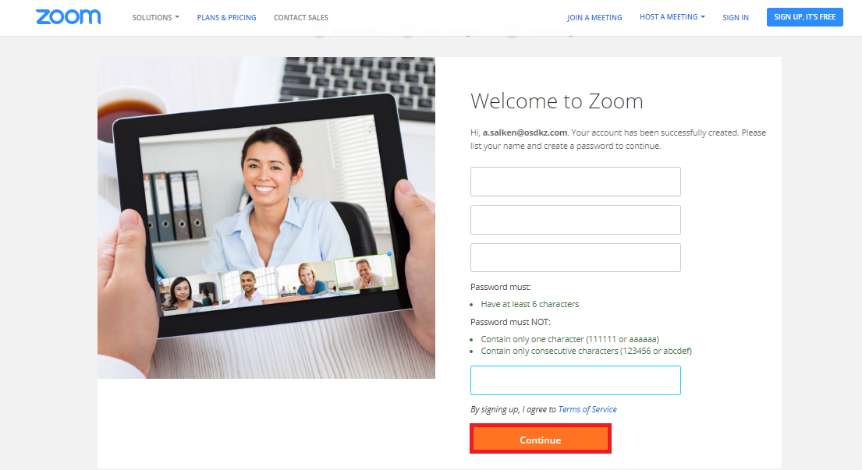 zoom
SOLUTIONS
PLANS & PRICING
CONTACT SALES
JOIN A MEETING
HOST A MEETING
SIGN IN
SIGN UP, IT'S FREE
Welcome to Zoom
Hi, a.salken@osdkz.com. Your account has been successfully created. Please
list your name and create a password to continue.
Password must:
• Have at least 6 characters
Password must NOT:
• Contain only one character (111111 or aaaaaa)
• Contain only consecutive characters (123456 or abcdef)
By signing up, I agree to Terms of Service
Continue